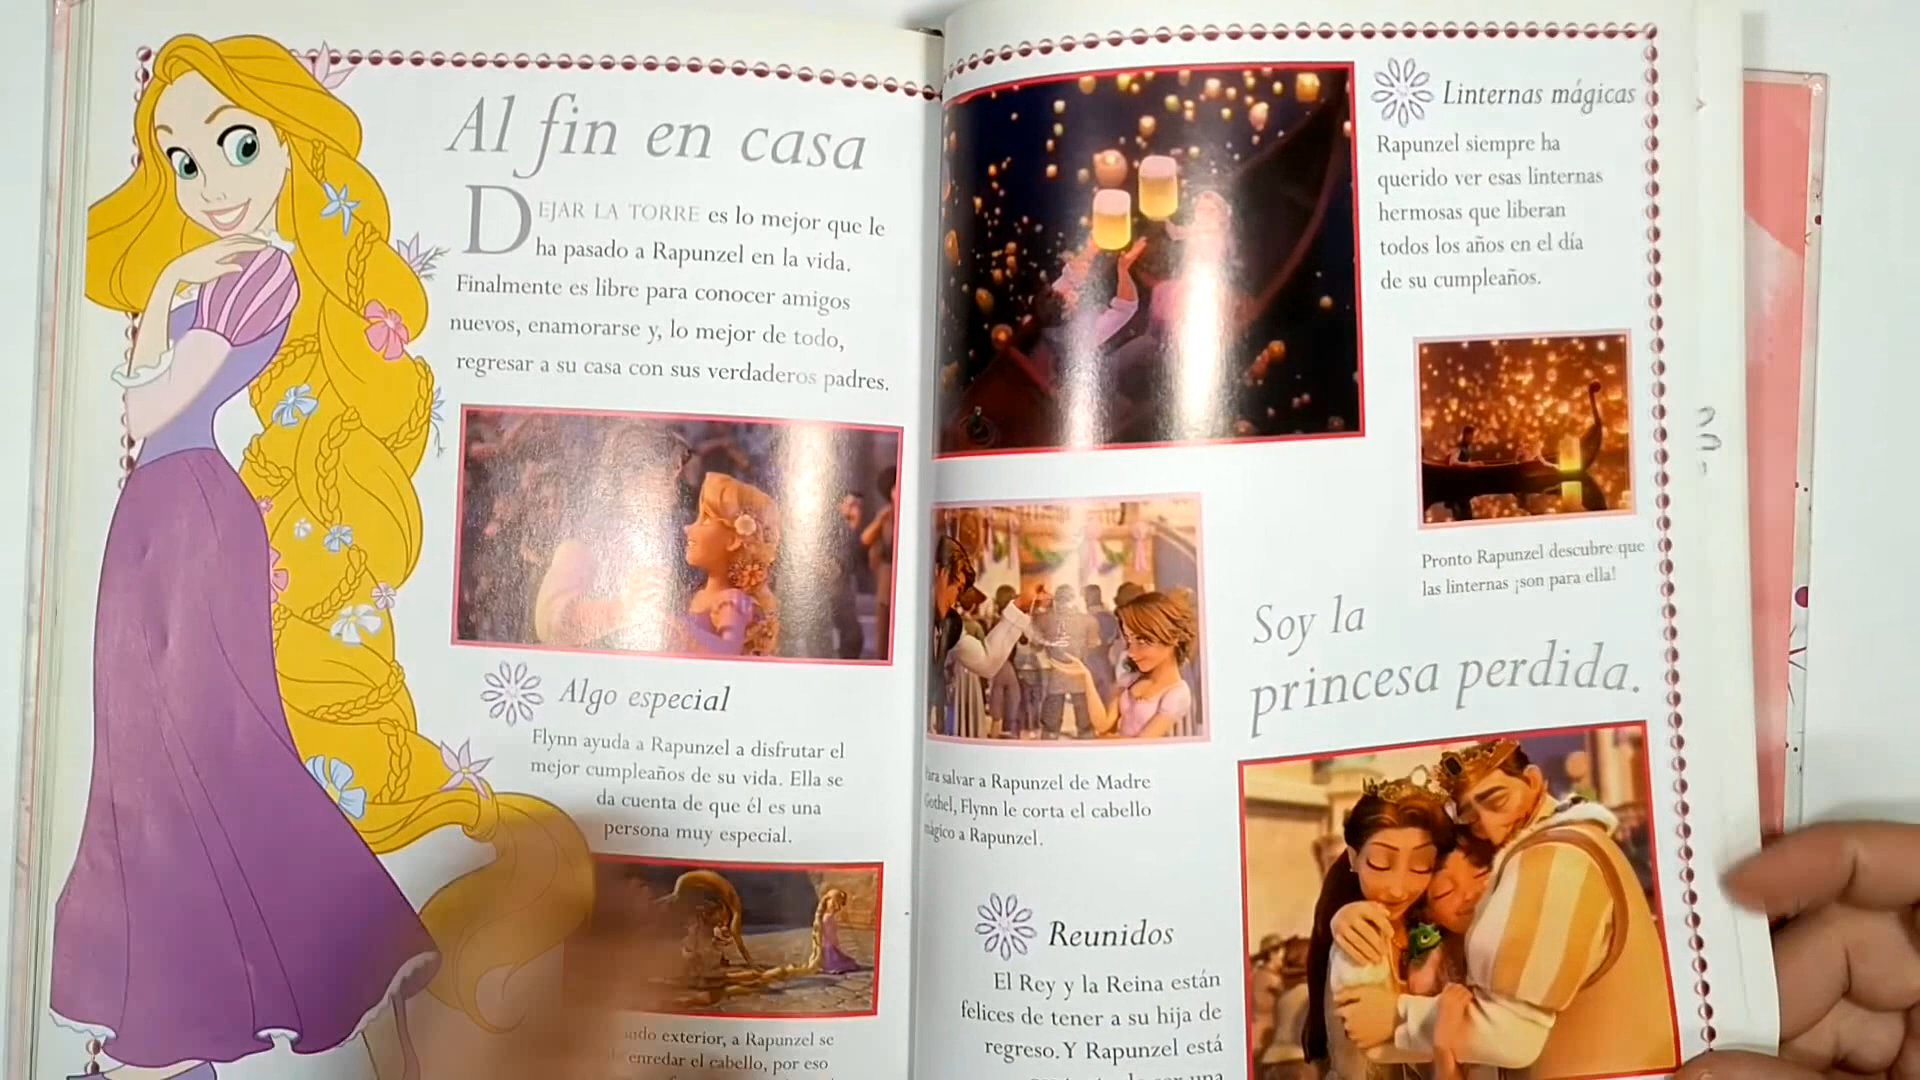 Al fin en casa
DEJAR LA TORRE es lo mejor que le
ha pasado a Rapunzel en la vida.
Finalmente es libre para conocer amigos
nuevos, enamorarse y, lo mejor de todo,
regresar a su casa con sus verdaderos padres.
Algo especial
Flynn ayuda a Rapunzel a disfrutar el
mejor cumpleaños de su vida. Ella se
da cuenta de que él es una
persona muy especial.
exterior, a Rapunzel se
enredar el cabello, por eso
Linternas mágicas
Rapunzel siempre ha
querido ver esas linternas
hermosas que liberan
todos los años en el día
de su cumpleaños.
Pronto Rapunzel descubre que
las linternas ¡son para ella!
Soy la
princesa perdida.
Para salvar a Rapunzel de Madre
Gothel, Flynn le corta el cabello
mágico a Rapunzel.
Reunidos
El Rey y la Reina están
felices de tener a su hija de
regreso. Y Rapunzel está